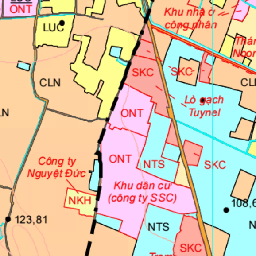 ONT
LUC
Khu nhà ở
công nhân
SKC
SKC
CLN
Lò gạch
Tuynel
ONT
Công ty
Nguyệt Đức
ONT
NTS
SKC
Khu dân cư
(công ty SSC)
NKH
123,81
NTS
SKC